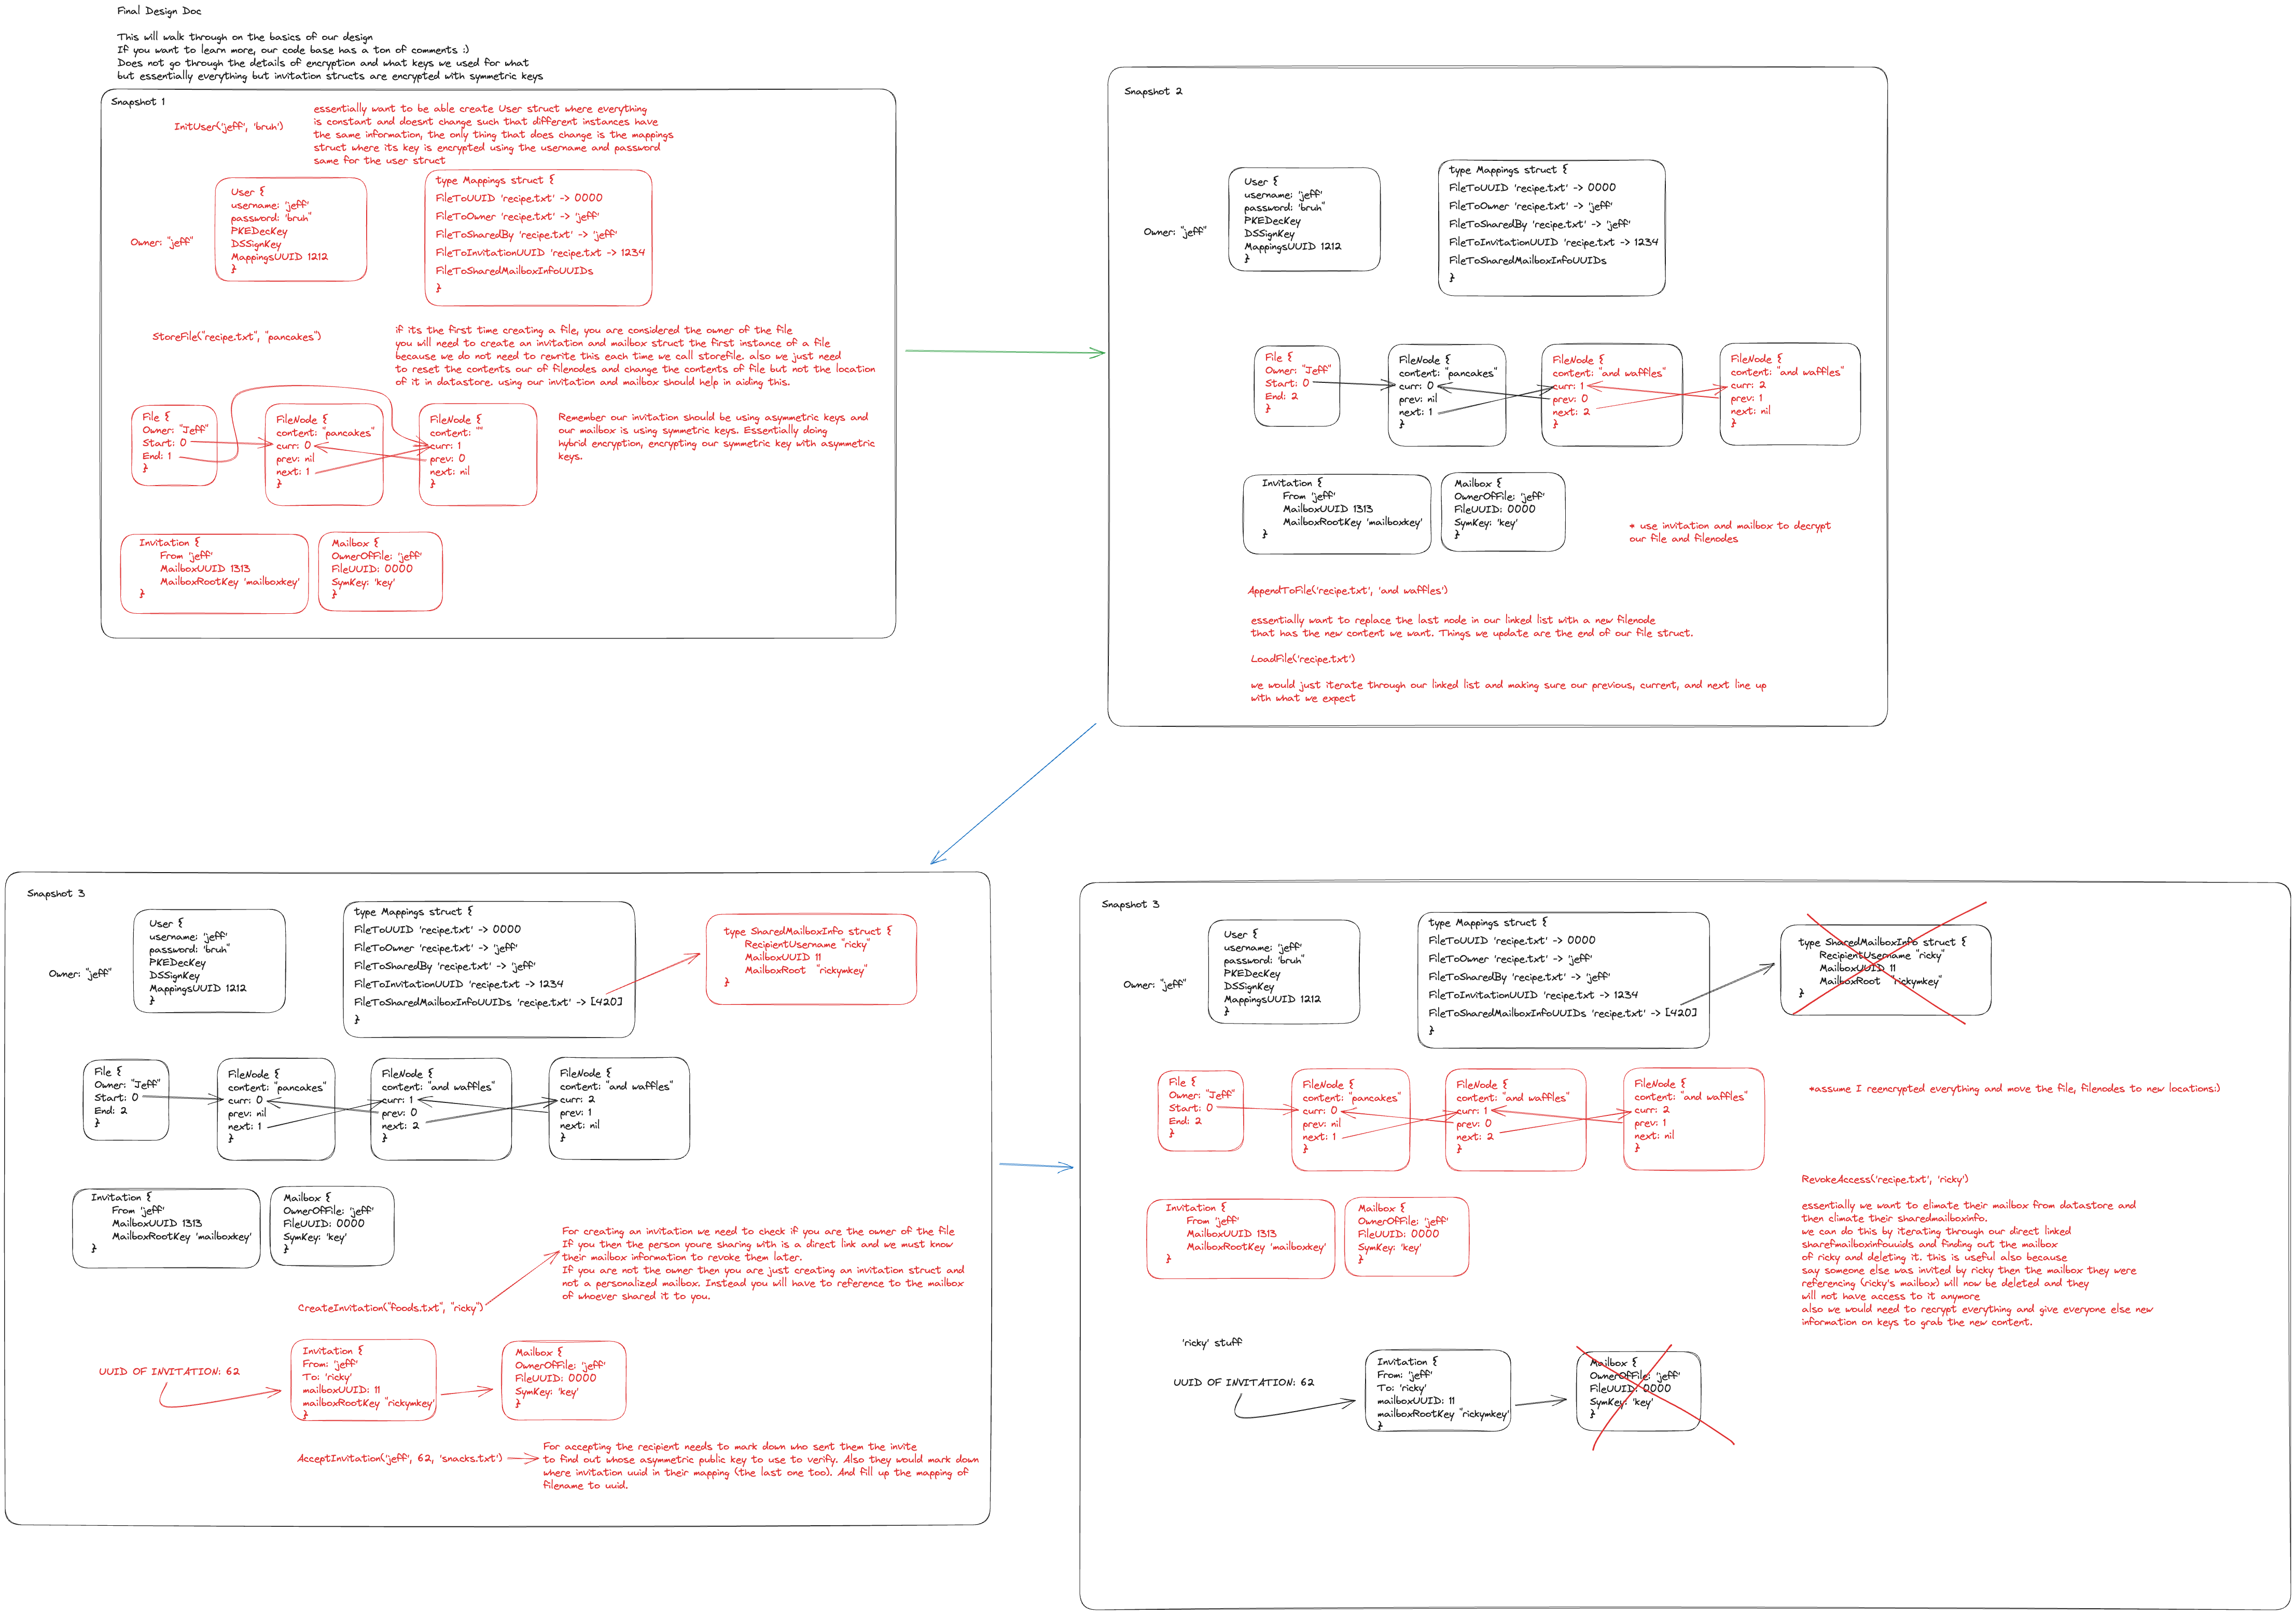 Final Design Doc
This will walk through on the basics of our design
If you want to learn more, our code base has a ton of comments :)
Does not go through the details of encryption and what keys we used for what
but essentially everything but invitation structs are encrypted with symmetric keys
Snapshot 1
InitUser('jeff', 'bruh')
essentially want to be able create User struct where everything
is constant and doesnt change such that different instances have
the same information, the only thing that does change is the mappings
struct where its key is encrypted using the username and password
same for the user struct
Owner: "jeff"
User {
username: 'jeff'
password: 'bruh"
PKEDecKey
DSSignKey
MappingsUUID 1212
}
type Mappings struct {
FileToUUID 'recipe.txt' -> 0000
FileToOwner 'recipe.txt' -> 'jeff'
FileToSharedBy 'recipe.txt' -> 'jeff'
FileToInvitationUUID 'recipe.txt -> 1234
FileToSharedMailboxInfoUUIDs
}
StoreFile("recipe.txt", "pancakes")
if its the first time creating a file, you are considered the owner of the file
you will need to create an invitation and mailbox struct the first instance of a file
because we do not need to rewrite this each time we call storefile. also we just need
to reset the contents our of filenodes and change the contents of file but not the location
of it in datastore. using our invitation and mailbox should help in aiding this.
File {
Owner: "Jeff"
Start: 0
End: 1
}
FileNode {
content: "pancakes"
curr: 0
prev: nil
next: 1
}
FileNode {
content: ""
curr: 1
prev: 0
next: nil
}
Remember our invitation should be using asymmetric keys and
our mailbox is using symmetric keys. Essentially doing
hybrid encryption, encrypting our symmetric key with asymmetric
keys.
Invitation {
From 'jeff'
MailboxUUID 1313
MailboxRootKey 'mailboxkey'
}
Mailbox {
OwnerOfFile: 'jeff'
FileUUID: 0000
SymKey: 'key'
}
Snapshot 2
Owner: "jeff"
User {
username: 'jeff'
password: 'bruh"
PKEDecKey
DSSignKey
MappingsUUID 1212
}
type Mappings struct {
FileToUUID 'recipe.txt' -> 0000
FileToOwner 'recipe.txt' -> 'jeff'
FileToSharedBy 'recipe.txt' -> 'jeff'
FileToInvitationUUID 'recipe.txt -> 1234
FileToSharedMailboxInfoUUIDs
}
File {
Owner: "Jeff"
Start: 0
End: 2
}
FileNode {
content: "pancakes"
curr: 0
prev: nil
next: 1
}
FileNode {
content: "and waffles"
curr: 1
prev: 0
next: 2
}
FileNode {
content: "and waffles"
curr: 2
prev: 1
next: nil
}
Invitation {
From 'jeff'
MailboxUUID 1313
MailboxRootKey 'mailboxkey'
}
Mailbox {
OwnerOfFile: 'jeff'
FileUUID: 0000
SymKey: 'key'
}
* use invitation and mailbox to decrypt
our file and filenodes
AppendToFile('recipe.txt', 'and waffles')
essentially want to replace the last node in our linked list with a new filenode
that has the new content we want. Things we update are the end of our file struct.
LoadFile('recipe.txt')
we would just iterate through our linked list and making sure our previous, current, and next line up
with what we expect
Snapshot 3
Owner: "jeff"
User {
username: 'jeff'
password: 'bruh"
PKEDecKey
DSSignKey
MappingsUUID 1212
}
type Mappings struct {
FileToUUID 'recipe.txt' -> 0000
FileToOwner 'recipe.txt' -> 'jeff'
FileToSharedBy 'recipe.txt' -> 'jeff'
FileToInvitationUUID 'recipe.txt -> 1234
FileToSharedMailboxInfoUUIDs 'recipe.txt' -> [420]
}
type SharedMailboxInfo struct {
RecipientUsername "ricky"
MailboxUUID 11
MailboxRoot "rickymkey"
}
File {
Owner: "Jeff"
Start: 0
End: 2
}
FileNode {
content: "pancakes"
curr: 0
prev: nil
next: 1
}
FileNode {
content: "and waffles"
curr: 1
prev: 0
next: 2
}
FileNode {
content: "and waffles"
curr: 2
prev: 1
next: nil
}
Invitation {
From 'jeff'
MailboxUUID 1313
MailboxRootKey 'mailboxkey'
}
Mailbox {
OwnerOfFile: 'jeff'
FileUUID: 0000
SymKey: 'key'
}
For creating an invitation we need to check if you are the owner of the file
If you then the person youre sharing with is a direct link and we must know
their mailbox information to revoke them later.
If you are not the owner then you are just creating an invitation struct and
not a personalized mailbox. Instead you will have to reference to the mailbox
of whoever shared it to you.
CreateInvitation("foods.txt", "ricky")
UUID OF INVITATION: 62
Invitation {
From: 'jeff'
To: 'ricky'
mailboxUUID: 11
mailboxRootKey "rickymkey'
}
Mailbox {
OwnerOfFile: 'jeff'
FileUUID: 0000
SymKey: 'key'
}
AcceptInvitation('jeff', 62, 'snacks.txt')
For accepting the recipient needs to mark down who sent them the invite
to find out whose asymmetric public key to use to verify. Also they would mark down
where invitation uuid in their mapping (the last one too). And fill up the mapping of
filename to uuid.
Snapshot 3
Owner: "jeff"
User {
username: 'jeff'
password: 'bruh"
PKEDecKey
DSSignKey
MappingsUUID 1212
}
type Mappings struct {
FileToUUID 'recipe.txt' -> 0000
FileToOwner 'recipe.txt' -> 'jeff'
FileToSharedBy 'recipe.txt' -> 'jeff'
FileToInvitationUUID 'recipe.txt -> 1234
FileToSharedMailboxInfoUUIDs 'recipe.txt' -> [420]
}
type SharedMailboxInfo struct {
RecipientUsername "ricky"
MailboxUUID 11
MailboxRoot "rickymkey"
}
File {
Owner: "Jeff"
Start: 0
End: 2
}
FileNode {
content: "pancakes"
curr: 0
prev: nil
next: 1
}
FileNode {
content: "and waffles"
curr: 1
prev: 0
next: 2
}
FileNode {
content: "and waffles"
curr: 2
prev: 1
next: nil
}
*assume I reencrypted everything and move the file, filenodes to new locations:)
Invitation {
From 'jeff'
MailboxUUID 1313
MailboxRootKey 'mailboxkey'
}
Mailbox {
OwnerOfFile: 'jeff'
FileUUID: 0000
SymKey: 'key'
}
RevokeAccess('recipe.txt', 'ricky')
essentially we want to elimate their mailbox from datastore and
then climate their sharedmailboxinfo.
we can do this by iterating through our direct linked
sharefmailboxinfouuids and finding out the mailbox
of ricky and deleting it. this is useful also because
say someone else was invited by ricky then the mailbox they were
referencing (ricky's mailbox) will now be deleted and they
will not have access to it anymore
also we would need to recrypt everything and give everyone else new
information on keys to grab the new content.
'ricky' stuff
UUID OF INVITATION: 62
Invitation {
From: 'jeff'
To: 'ricky'
mailboxUUID: 11
mailboxRootKey "rickymkey'
}
Mailbox {
OwnerOfFile: 'jeff'
FileUUID: 0000
SymKey: 'key'
}